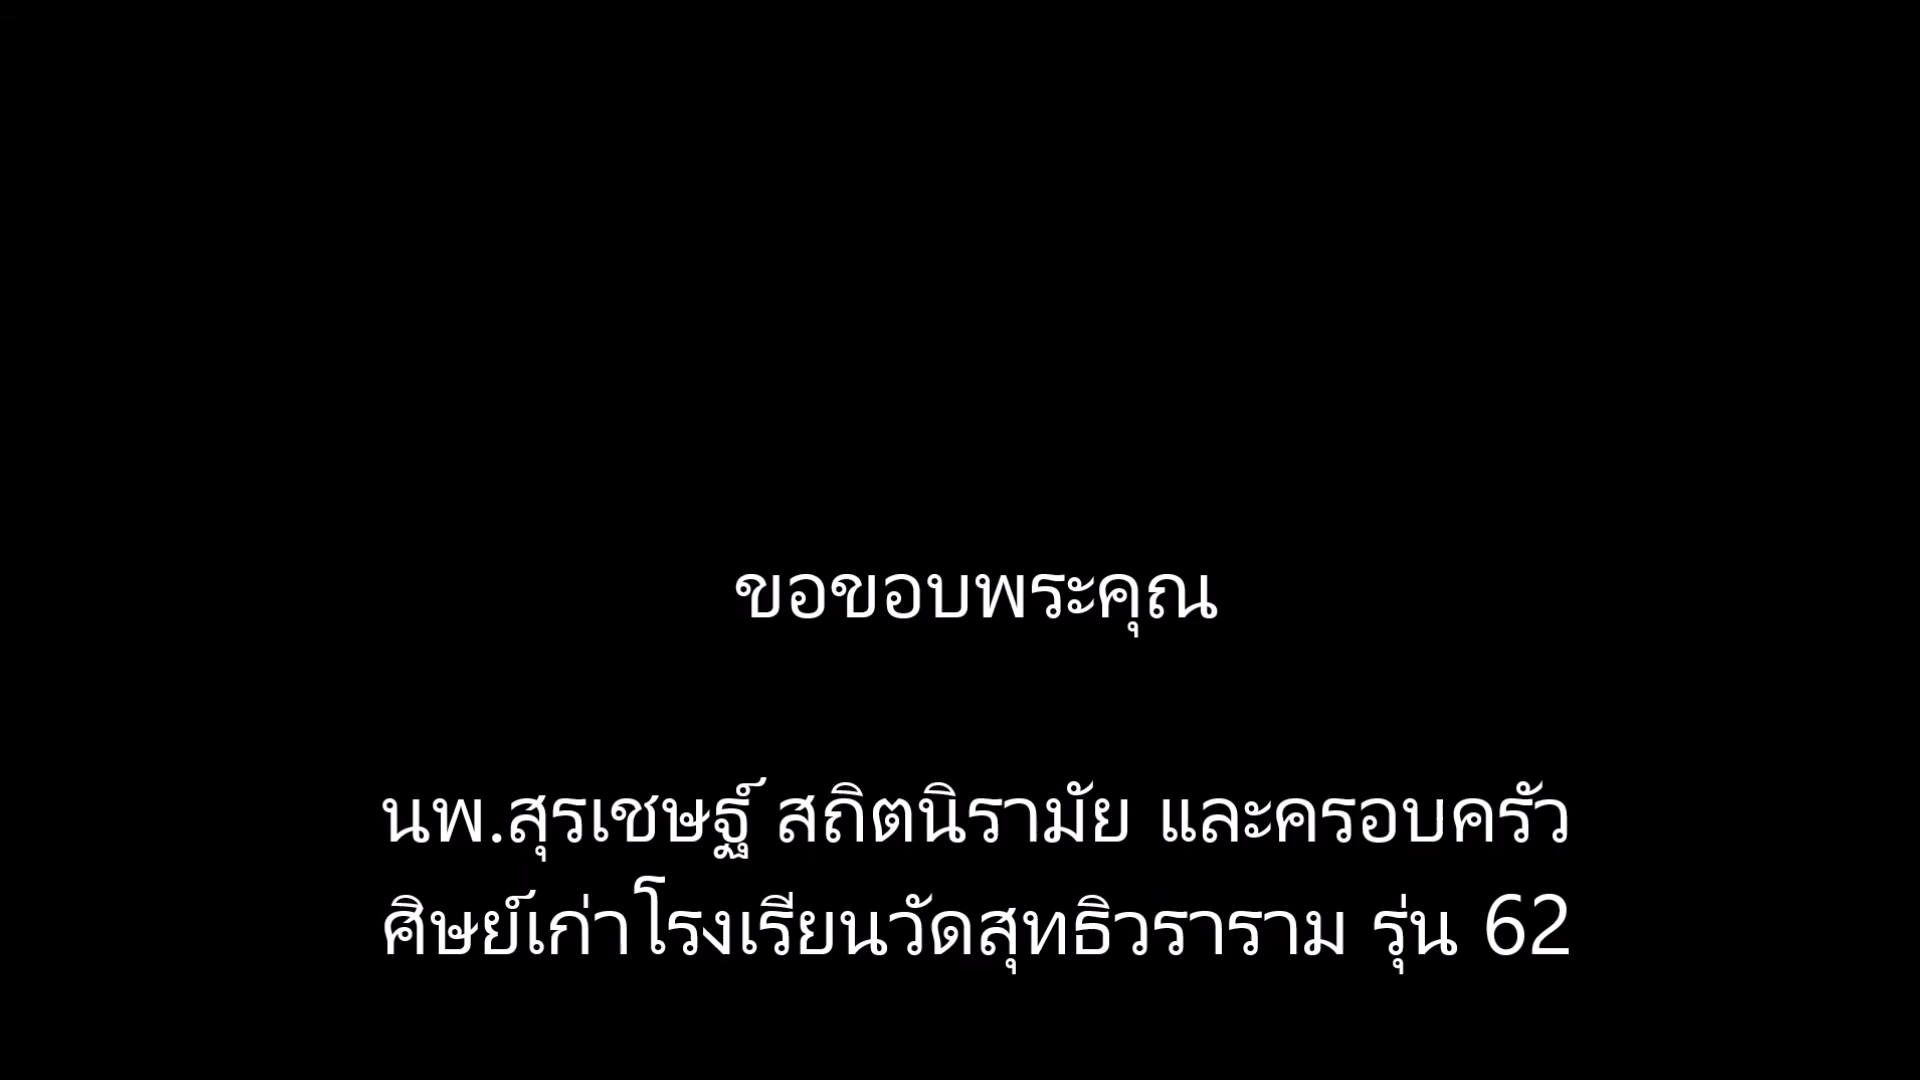 ขอขอบพระคุณ
นพ.สุรเชษฐ์ สถิตนิรามัย และครอบครัว
ศิษย์เก่าโรงเรียนวัดสุทธิวราราม รุ่น 62